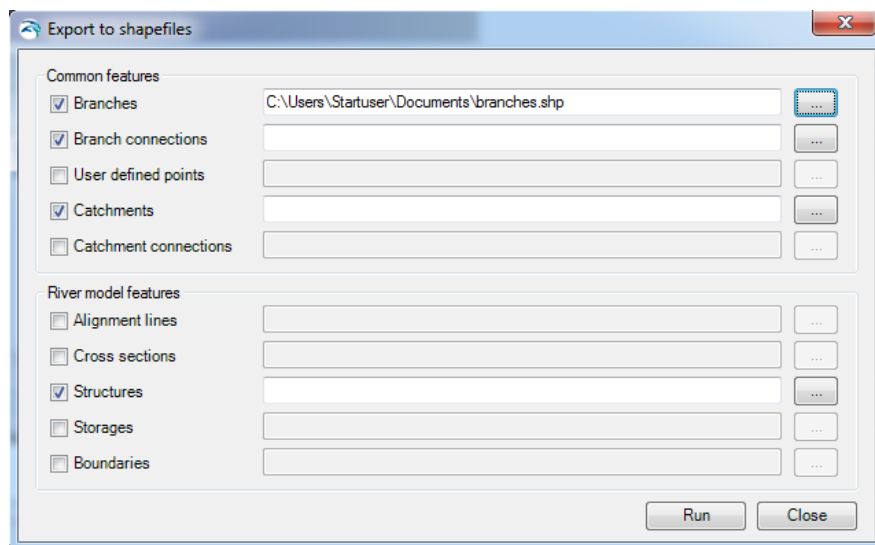 Export to shapefiles
Common features
Branches C:\Users\Startuser\Documents\branches.shp ...
Branch connections ...
User defined points ...
Catchments ...
Catchment connections ...
River model features
Alignment lines ...
Cross sections ...
Structures ...
Storages ...
Boundaries ...
Run Close